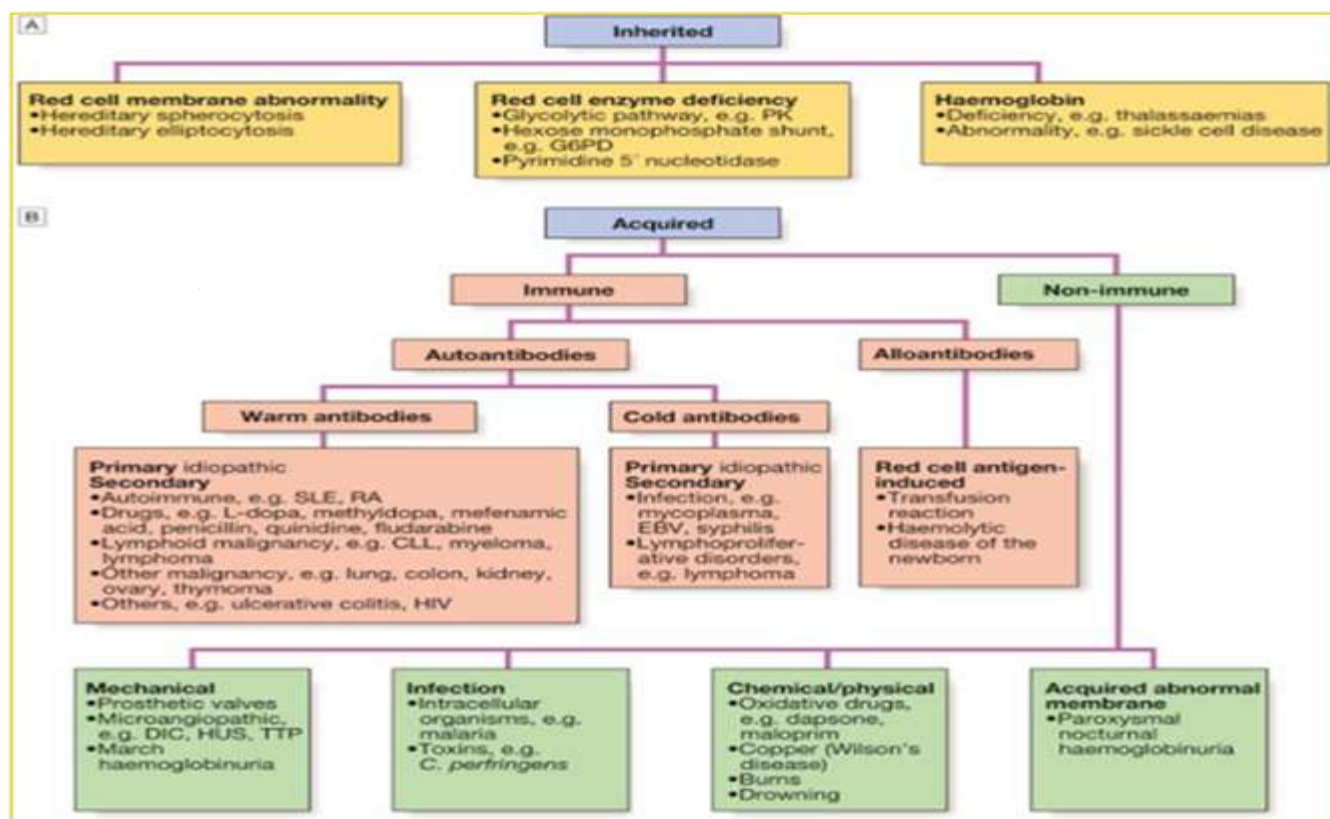 A
Inherited
Red cell membrane abnormality
•Hereditary spherocytosis
•Hereditary elliptocytosis
Red cell enzyme deficiency
•Glycolytic pathway, e.g. PK
•Hexose monophosphate shunt,
e.g. G6PD
•Pyrimidine 5' nucleotidase
Haemoglobin
•Deficiency, e.g. thalassaemias
•Abnormality, e.g. sickle cell disease
B
Acquired
Immune
Non-immune
Autoantibodies
Alloantibodies
Warm antibodies
Cold antibodies
Primary idiopathic
Secondary
•Autoimmune, e.g. SLE, RA
•Drugs, e.g. L-dopa, methyldopa, mefenamic
acid, penicillin, quinidine, fludarabine
•Lymphoid malignancy, e.g. CLL, myeloma,
lymphoma
•Other malignancy, e.g. lung, colon, kidney,
ovary, thymoma
•Others, e.g. ulcerative colitis, HIV
Primary idiopathic
Secondary
•Infection, e.g.
mycoplasma,
EBV, syphilis
•Lymphoprolifer-
ative disorders,
e.g. lymphoma
Red cell antigen-
induced
•Transfusion
reaction
•Haemolytic
disease of the
newborn
Mechanical
•Prosthetic valves
•Microangiopathic,
e.g. DIC, HUS, TTP
•March
haemoglobinuria
Infection
•Intracellular
organisms, e.g.
malaria
•Toxins, e.g.
C. perfringens
Chemical/physical
•Oxidative drugs,
e.g. dapsone,
maloprim
•Copper (Wilson's
disease)
•Burns
•Drowning
Acquired abnormal
membrane
•Paroxysmal
nocturnal
haemoglobinuria